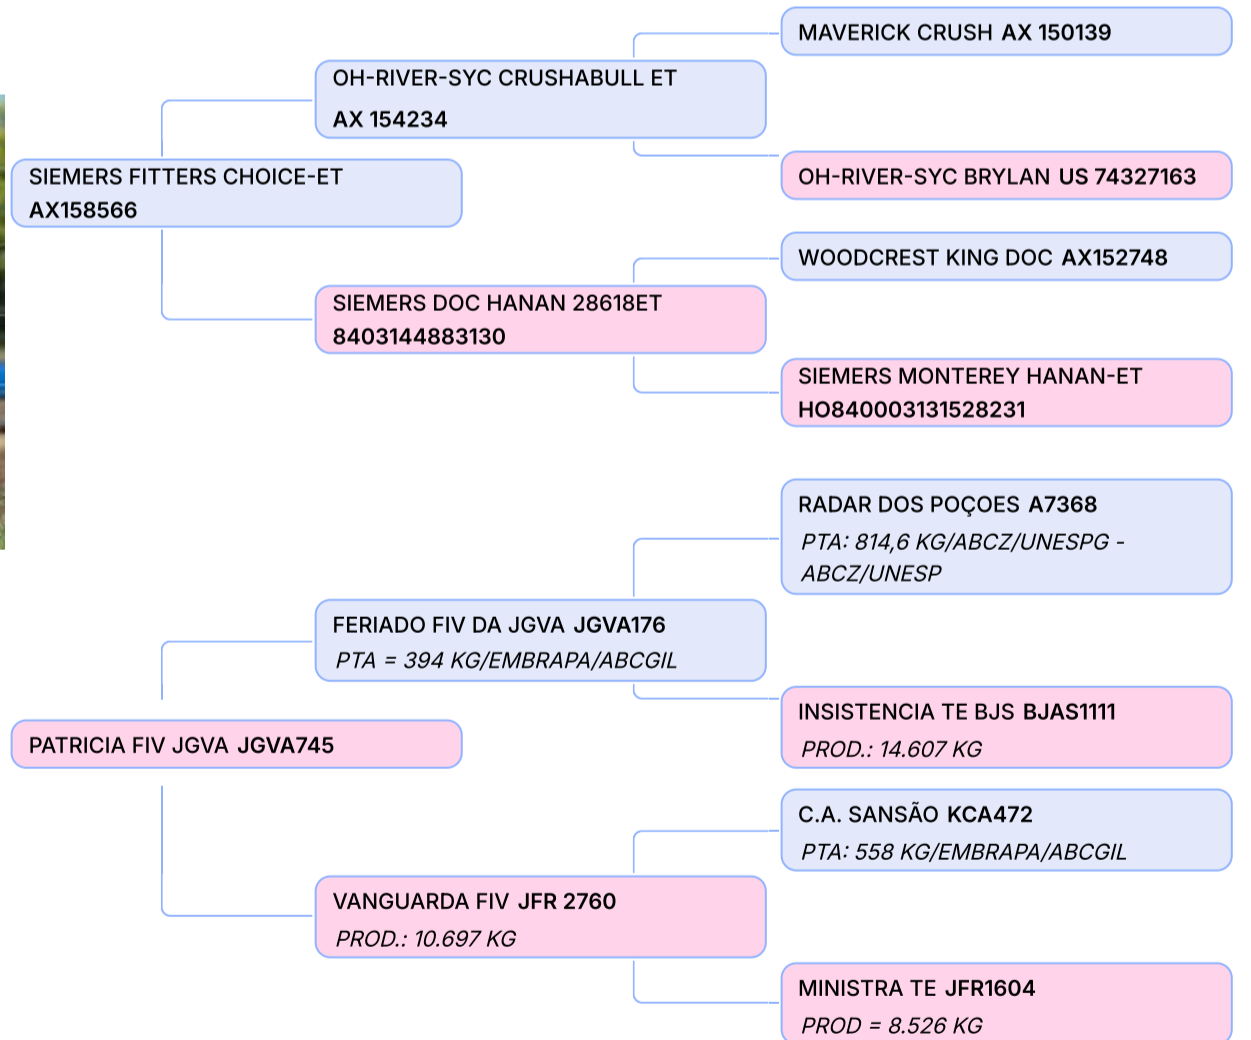 MAVERICK CRUSH AX 150139
OH-RIVER-SYC CRUSHABULL ET
AX 154234
OH-RIVER-SYC BRYLAN US 74327163
SIEMERS FITTERS CHOICE-ET
AX158566
WOODCREST KING DOC AX152748
SIEMERS DOC HANAN 28618ET
8403144883130
SIEMERS MONTEREY HANAN-ET
HO840003131528231
RADAR DOS POÇOES A7368
PTA: 814,6 KG/ABCZ/UNESPG -
ABCZ/UNESP
FERIADO FIV DA JGVA JGVA176
PTA = 394 KG/EMBRAPA/ABCGIL
INSISTENCIA TE BJS BJAS1111
PROD.: 14.607 KG
PATRICIA FIV JGVA JGVA745
C.A. SANSÃO KCA472
PTA: 558 KG/EMBRAPA/ABCGIL
VANGUARDA FIV JFR 2760
PROD.: 10.697 KG
MINISTRA TE JFR1604
PROD = 8.526 KG